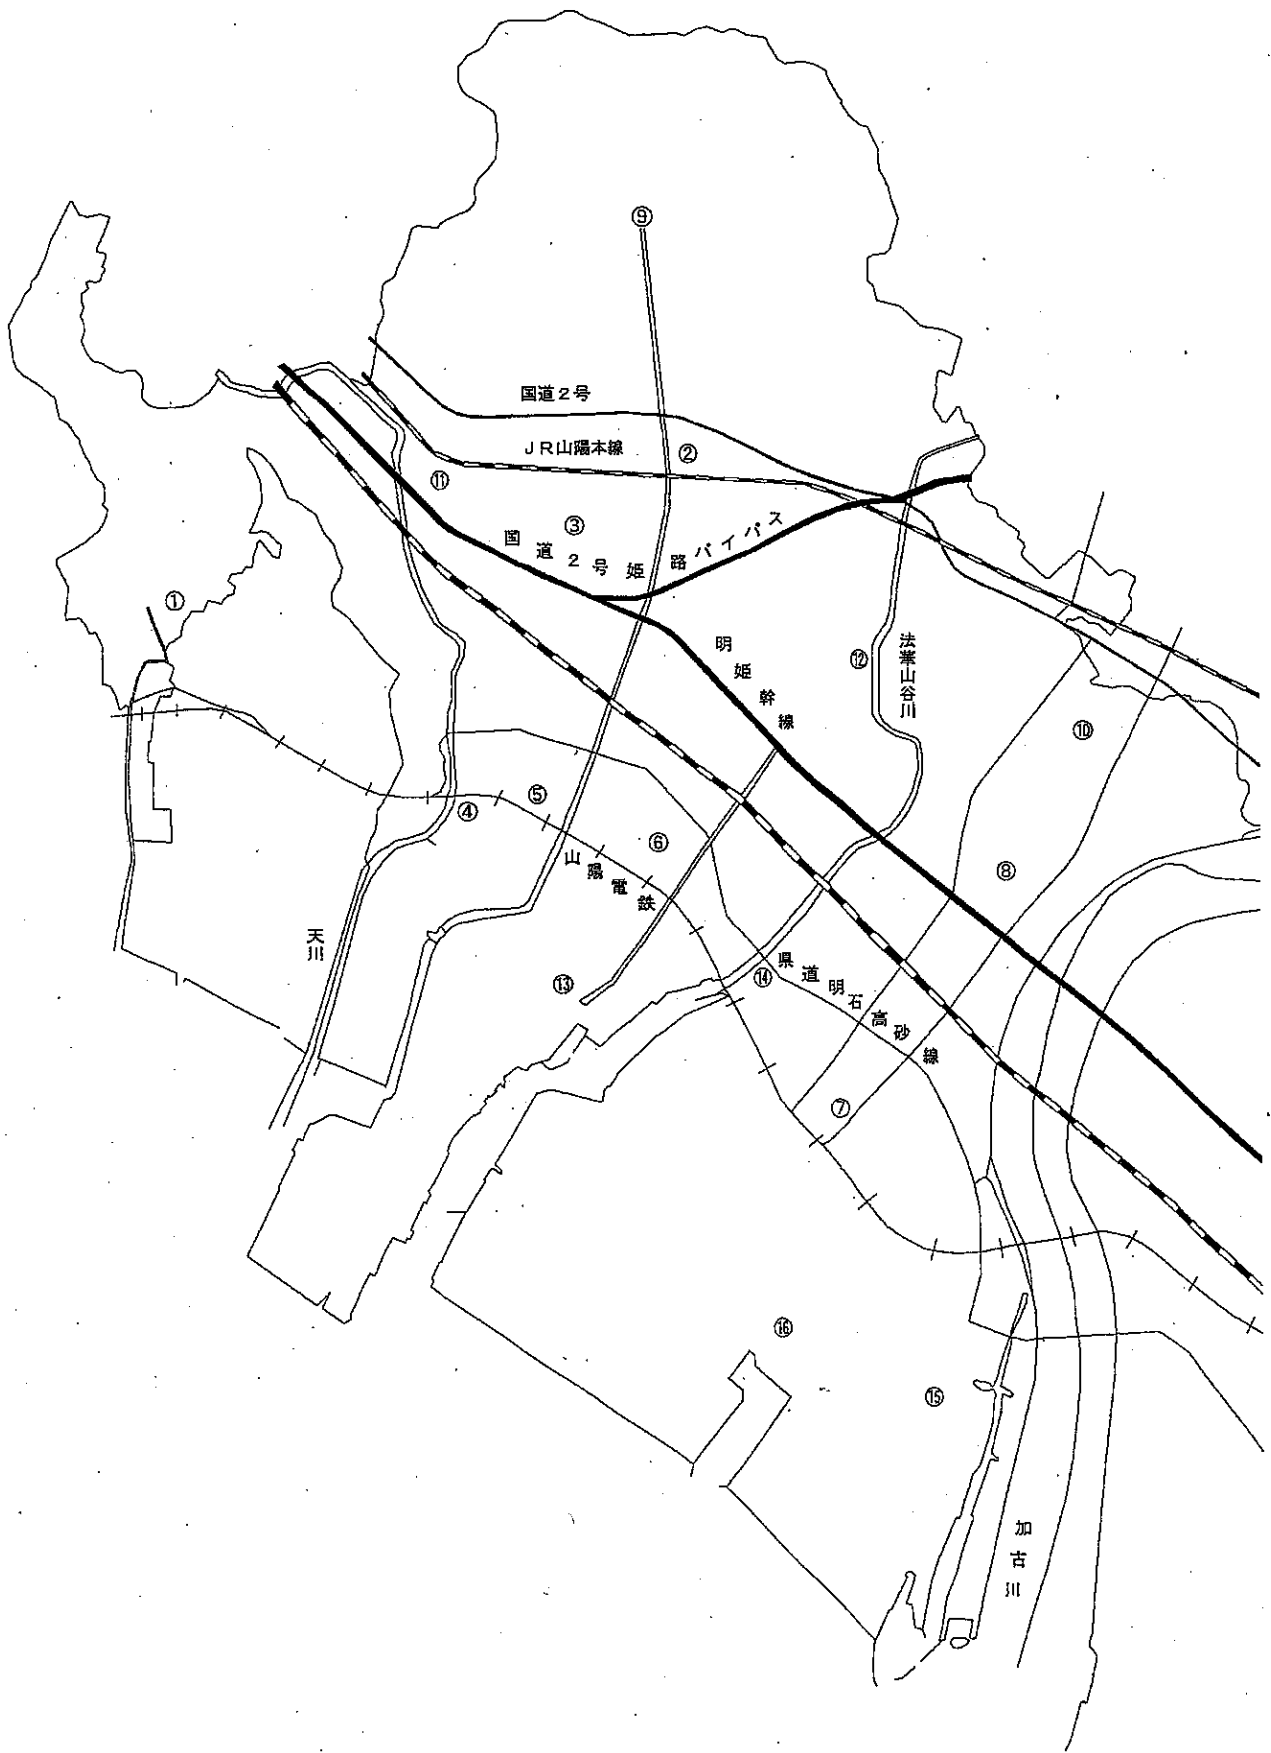 ⑨
国道2号
JR山陽本線
②
⑪
③
国道2号姫路バイパス
①
明姫幹線
⑫
法華山谷川
⑩
④
⑤
⑥
⑧
山陽電鉄
天川
⑬
⑭
県道明石高砂線
⑦
⑯
⑮
加古川